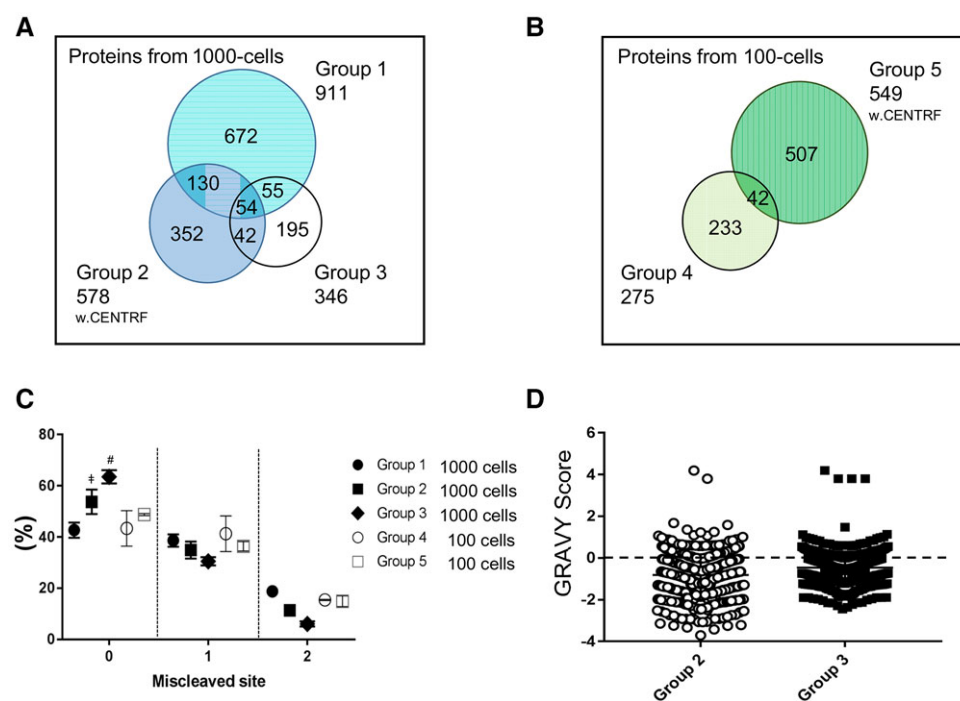 A
Proteins from 1000-cells
Group 1
911
672
130
55
54
352
42
195
Group 2
578
w.CENTRF
Group 3
346
B
Proteins from 100-cells
Group 5
549
w.CENTRF
507
42
233
Group 4
275
C
80
60
40
20
0
(%)
‡
#
0 1 2
Miscleaved site
Group 1 1000 cells
Group 2 1000 cells
Group 3 1000 cells
Group 4 100 cells
Group 5 100 cells
D
6
4
2
0
-2
-4
GRAVY Score
Group 2
Group 3